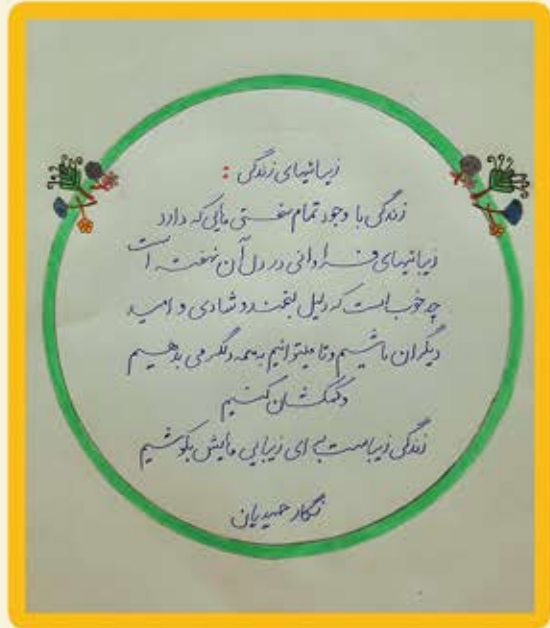 زیبائیهای زندگی :
زندگی با وجود تمام سختی هایی که دارد
زیبائیهای فراوانی در دل آن نهفته است
چه خوب است که دلیل لبخند و شادی و امید
دیگران باشیم و تا میتوانیم به همه دلگرمی بدهیم
و کمکشان کنیم
زندگی زیباست برای زیبایی هایش بکوشیم
نگار حمیدیان